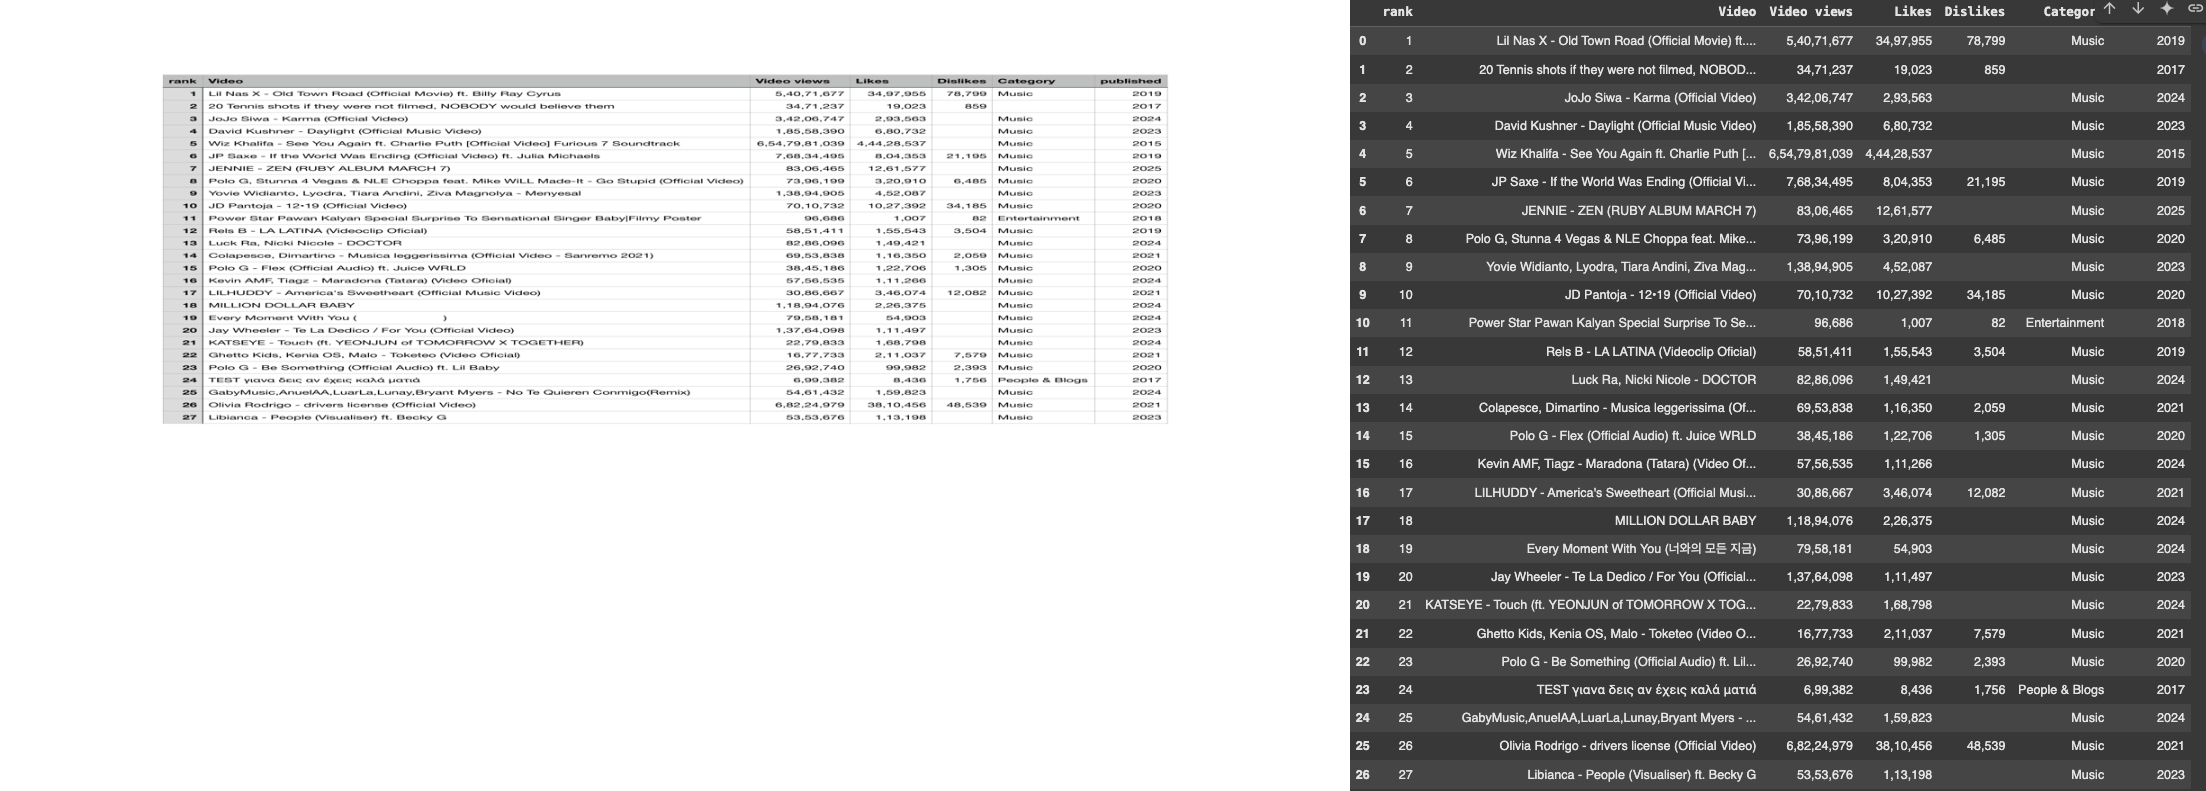 rank Video Video views Likes Dislikes Category published
1 Lil Nas X - Old Town Road (Official Movie) ft. Billy Ray Cyrus 5,40,71,677 34,97,955 78,799 Music 2019
2 20 Tennis shots if they were not filmed, NOBODY would believe them 34,71,237 19,023 859 2017
3 JoJo Siwa - Karma (Official Video) 3,42,06,747 2,93,563 Music 2024
4 David Kushner - Daylight (Official Music Video) 1,85,58,390 6,80,732 Music 2023
5 Wiz Khalifa - See You Again ft. Charlie Puth [Official Video] Furious 7 Soundtrack 6,54,79,81,039 4,44,28,537 Music 2015
6 JP Saxe - If the World Was Ending (Official Video) ft. Julia Michaels 7,68,34,495 8,04,353 21,195 Music 2019
7 JENNIE - ZEN (RUBY ALBUM MARCH 7) 83,06,465 12,61,577 Music 2025
8 Polo G, Stunna 4 Vegas & NLE Choppa feat. Mike WiLL Made-It - Go Stupid (Official Video) 73,96,199 3,20,910 6,485 Music 2020
9 Yovie Widianto, Lyodra, Tiara Andini, Ziva Magnolya - Menyesal 1,38,94,905 4,52,087 Music 2023
10 JD Pantoja - 12•19 (Official Video) 70,10,732 10,27,392 34,185 Music 2020
11 Power Star Pawan Kalyan Special Surprise To Sensational Singer Baby|Filmy Poster 96,686 1,007 82 Entertainment 2018
12 Rels B - LA LATINA (Videoclip Oficial) 58,51,411 1,55,543 3,504 Music 2019
13 Luck Ra, Nicki Nicole - DOCTOR 82,86,096 1,49,421 Music 2024
14 Colapesce, Dimartino - Musica leggerissima (Official Video - Sanremo 2021) 69,53,838 1,16,350 2,059 Music 2021
15 Polo G - Flex (Official Audio) ft. Juice WRLD 38,45,186 1,22,706 1,305 Music 2020
16 Kevin AMF, Tiagz - Maradona (Tatara) (Video Oficial) 57,56,535 1,11,266 Music 2024
17 LILHUDDY - America's Sweetheart (Official Music Video) 30,86,667 3,46,074 12,082 Music 2021
18 MILLION DOLLAR BABY 1,18,94,076 2,26,375 Music 2024
19 Every Moment With You ( ) 79,58,181 54,903 Music 2024
20 Jay Wheeler - Te La Dedico / For You (Official Video) 1,37,64,098 1,11,497 Music 2023
21 KATSEYE - Touch (ft. YEONJUN of TOMORROW X TOGETHER) 22,79,833 1,68,798 Music 2024
22 Ghetto Kids, Kenia OS, Malo - Toketeo (Video Oficial) 16,77,733 2,11,037 7,579 Music 2021
23 Polo G - Be Something (Official Audio) ft. Lil Baby 26,92,740 99,982 2,393 Music 2020
24 TEST γιανα δεις αν έχεις καλά ματιά 6,99,382 8,436 1,756 People & Blogs 2017
25 GabyMusic,AnuelAA,LuarLa,Lunay,Bryant Myers - No Te Quieren Conmigo(Remix) 54,61,432 1,59,823 Music 2024
26 Olivia Rodrigo - drivers license (Official Video) 6,82,24,979 38,10,456 48,539 Music 2021
27 Libianca - People (Visualiser) ft. Becky G 53,53,676 1,13,198 Music 2023
rank Video Video views Likes Dislikes Categor
0 1 Lil Nas X - Old Town Road (Official Movie) ft.... 5,40,71,677 34,97,955 78,799 Music 2019
1 2 20 Tennis shots if they were not filmed, NOBOD... 34,71,237 19,023 859 2017
2 3 JoJo Siwa - Karma (Official Video) 3,42,06,747 2,93,563 Music 2024
3 4 David Kushner - Daylight (Official Music Video) 1,85,58,390 6,80,732 Music 2023
4 5 Wiz Khalifa - See You Again ft. Charlie Puth [... 6,54,79,81,039 4,44,28,537 Music 2015
5 6 JP Saxe - If the World Was Ending (Official Vi... 7,68,34,495 8,04,353 21,195 Music 2019
6 7 JENNIE - ZEN (RUBY ALBUM MARCH 7) 83,06,465 12,61,577 Music 2025
7 8 Polo G, Stunna 4 Vegas & NLE Choppa feat. Mike... 73,96,199 3,20,910 6,485 Music 2020
8 9 Yovie Widianto, Lyodra, Tiara Andini, Ziva Mag... 1,38,94,905 4,52,087 Music 2023
9 10 JD Pantoja - 12•19 (Official Video) 70,10,732 10,27,392 34,185 Music 2020
10 11 Power Star Pawan Kalyan Special Surprise To Se... 96,686 1,007 82 Entertainment 2018
11 12 Rels B - LA LATINA (Videoclip Oficial) 58,51,411 1,55,543 3,504 Music 2019
12 13 Luck Ra, Nicki Nicole - DOCTOR 82,86,096 1,49,421 Music 2024
13 14 Colapesce, Dimartino - Musica leggerissima (Of... 69,53,838 1,16,350 2,059 Music 2021
14 15 Polo G - Flex (Official Audio) ft. Juice WRLD 38,45,186 1,22,706 1,305 Music 2020
15 16 Kevin AMF, Tiagz - Maradona (Tatara) (Video Of... 57,56,535 1,11,266 Music 2024
16 17 LILHUDDY - America's Sweetheart (Official Musi... 30,86,667 3,46,074 12,082 Music 2021
17 18 MILLION DOLLAR BABY 1,18,94,076 2,26,375 Music 2024
18 19 Every Moment With You (너와의 모든 지금) 79,58,181 54,903 Music 2024
19 20 Jay Wheeler - Te La Dedico / For You (Official... 1,37,64,098 1,11,497 Music 2023
20 21 KATSEYE - Touch (ft. YEONJUN of TOMORROW X TOG... 22,79,833 1,68,798 Music 2024
21 22 Ghetto Kids, Kenia OS, Malo - Toketeo (Video O... 16,77,733 2,11,037 7,579 Music 2021
22 23 Polo G - Be Something (Official Audio) ft. Lil... 26,92,740 99,982 2,393 Music 2020
23 24 TEST γιανα δεις αν έχεις καλά ματιά 6,99,382 8,436 1,756 People & Blogs 2017
24 25 GabyMusic,AnuelAA,LuarLa,Lunay,Bryant Myers - ... 54,61,432 1,59,823 Music 2024
25 26 Olivia Rodrigo - drivers license (Official Video) 6,82,24,979 38,10,456 48,539 Music 2021
26 27 Libianca - People (Visualiser) ft. Becky G 53,53,676 1,13,198 Music 2023